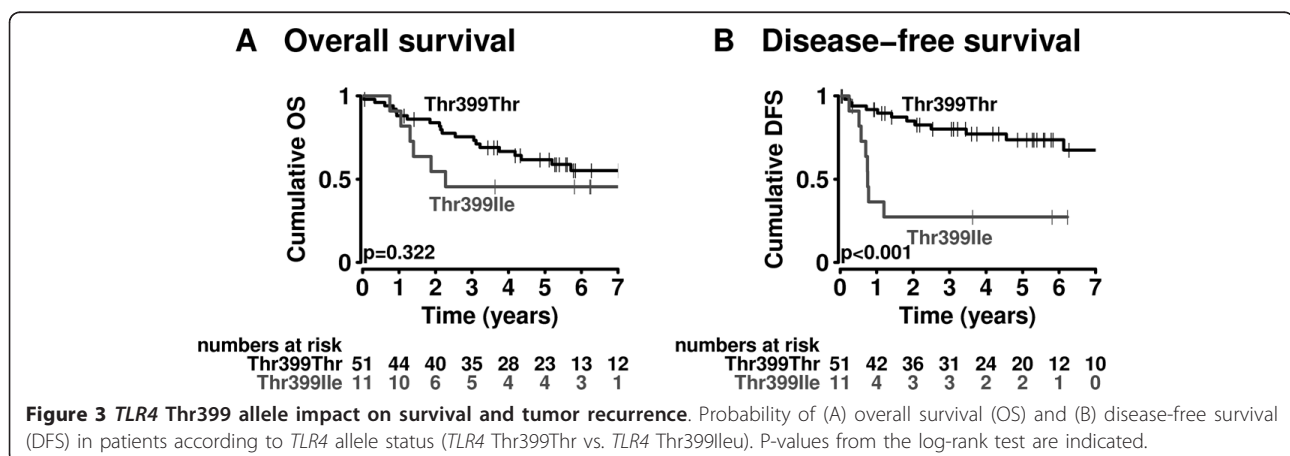 A Overall survival
Cumulative OS
1
0.5
0
Thr399Thr
Thr399Ile
p=0.322
0 1 2 3 4 5 6 7
Time (years)
numbers at risk
Thr399Thr 51 44 40 35 28 23 13 12
Thr399Ile 11 10 6 5 4 4 3 1
B Disease–free survival
Cumulative DFS
1
0.5
0
Thr399Thr
Thr399Ile
p<0.001
0 1 2 3 4 5 6 7
Time (years)
numbers at risk
Thr399Thr 51 42 36 31 24 20 12 10
Thr399Ile 11 4 3 3 2 2 1 0
Figure 3 TLR4 Thr399 allele impact on survival and tumor recurrence. Probability of (A) overall survival (OS) and (B) disease-free survival
(DFS) in patients according to TLR4 allele status (TLR4 Thr399Thr vs. TLR4 Thr399Ileu). P-values from the log-rank test are indicated.